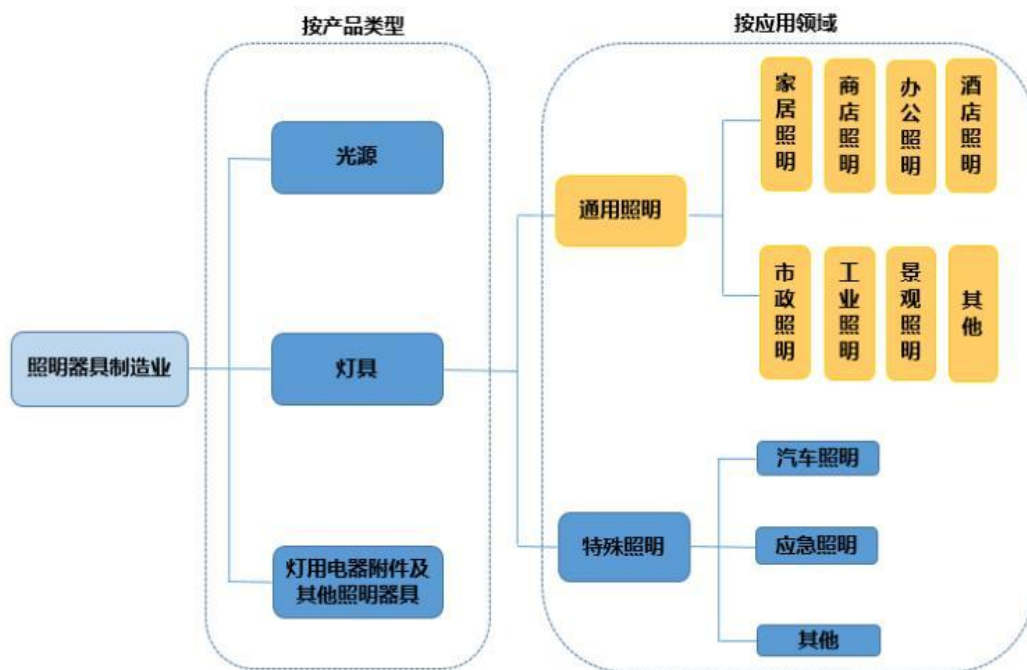 按产品类型
按应用领域
家居照明
商店照明
办公照明
酒店照明
光源
通用照明
市政照明
工业照明
景观照明
其他
照明器具制造业
灯具
汽车照明
特殊照明
应急照明
灯用电器附件及
其他照明器具
其他